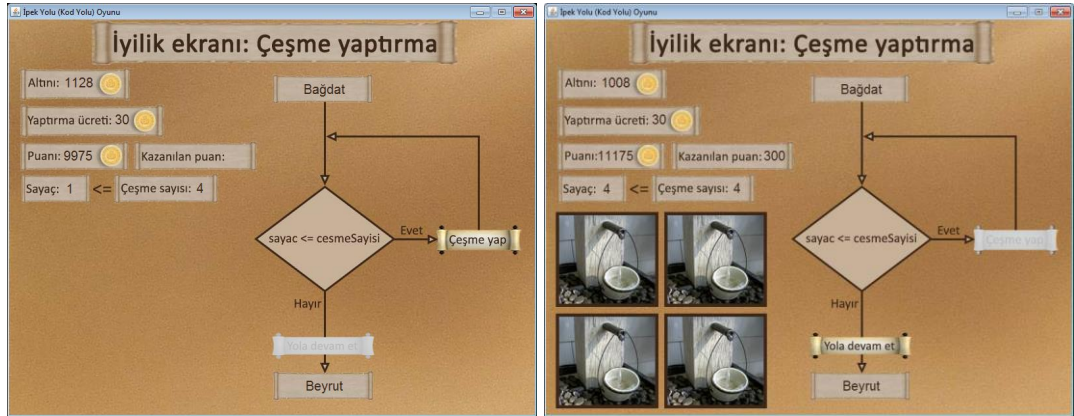 İpek Yolu (Kod Yolu) Oyunu
İyilik ekranı: Çeşme yaptırma
Altını: 1128
Yaptırma ücreti: 30
Puanı: 9975
Kazanılan puan:
Sayaç: 1 <= Çeşme sayısı: 4
Bağdat
sayac <= cesmeSayisi
Evet
Çeşme yap
Hayır
Yola devam et
Beyrut
İpek Yolu (Kod Yolu) Oyunu
İyilik ekranı: Çeşme yaptırma
Altını: 1008
Yaptırma ücreti: 30
Puanı:11175
Kazanılan puan: 300
Sayaç: 4 <= Çeşme sayısı: 4
Bağdat
sayac <= cesmeSayisi
Evet
Çeşme yap
Hayır
Yola devam et
Beyrut